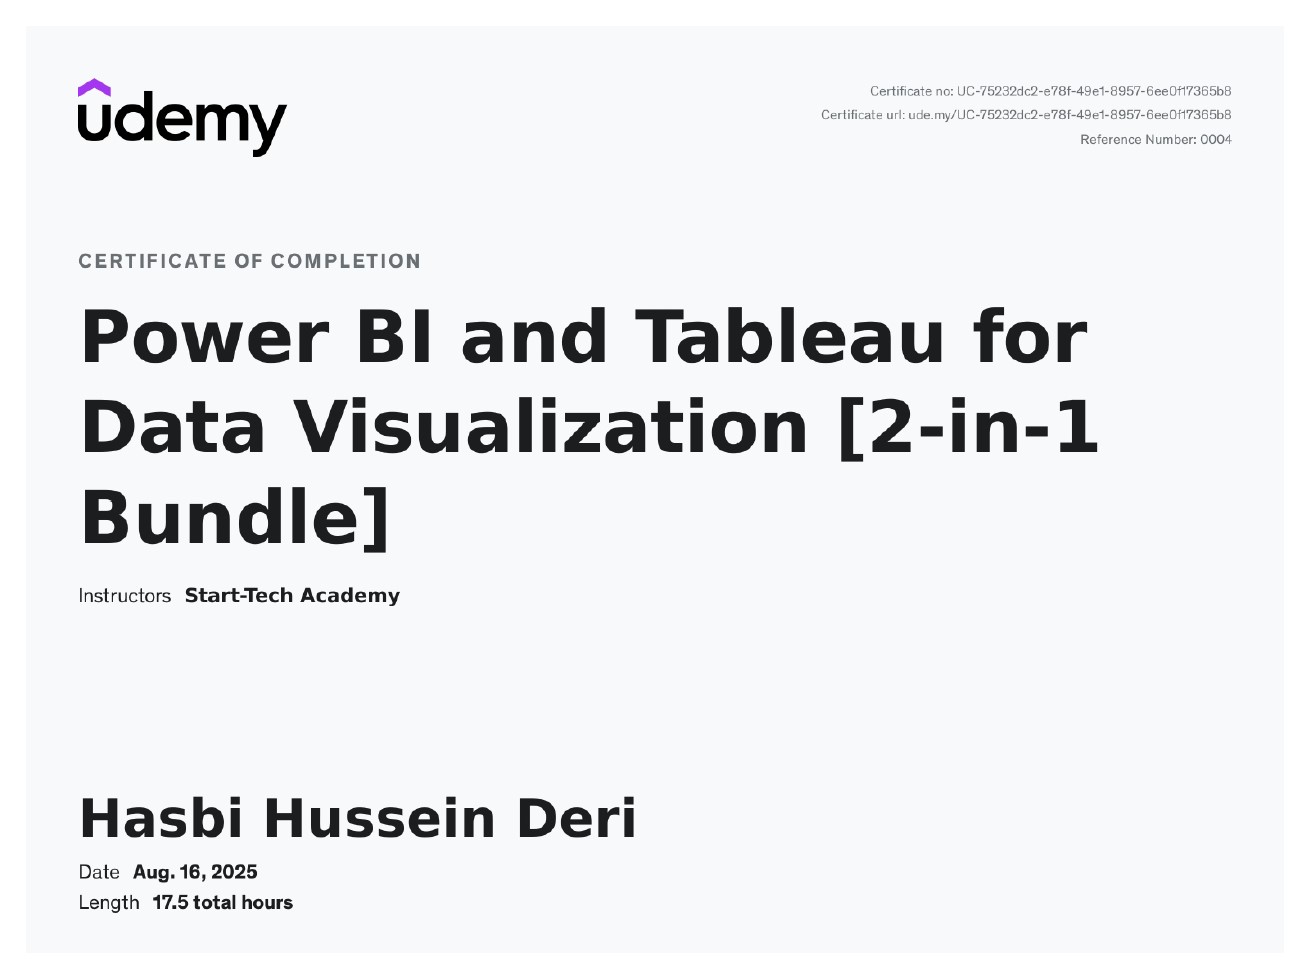 udemy
Certificate no: UC-75232dc2-e78f-49e1-8957-6ee0f17365b8
Certificate url: ude.my/UC-75232dc2-e78f-49e1-8957-6ee0f17365b8
Reference Number: 0004
CERTIFICATE OF COMPLETION
Power BI and Tableau for
Data Visualization [2-in-1
Bundle]
Instructors Start-Tech Academy
Hasbi Hussein Deri
Date Aug. 16, 2025
Length 17.5 total hours